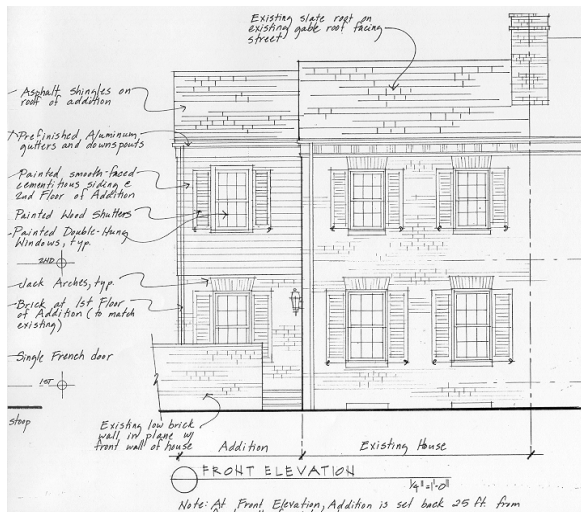 Existing slate roof on
existing gable roof facing
street
Asphalt shingles on
roof of addition
Prefinished, Aluminum,
gutters and downspouts
Painted, smooth-faced
cementitious siding @
2nd Floor of Addition
Painted Wood Shutters
Painted Double-Hung
Windows, typ.
2ND
Jack Arches, typ.
Brick at 1st Floor
of Addition (to match
existing)
Single French door
1ST
stoop
Existing low brick
wall in plane w/
front wall of house
Addition
Existing House
FRONT ELEVATION
1/4"=1'-0"
Note: At Front Elevation, Addition is set back 25 ft. from